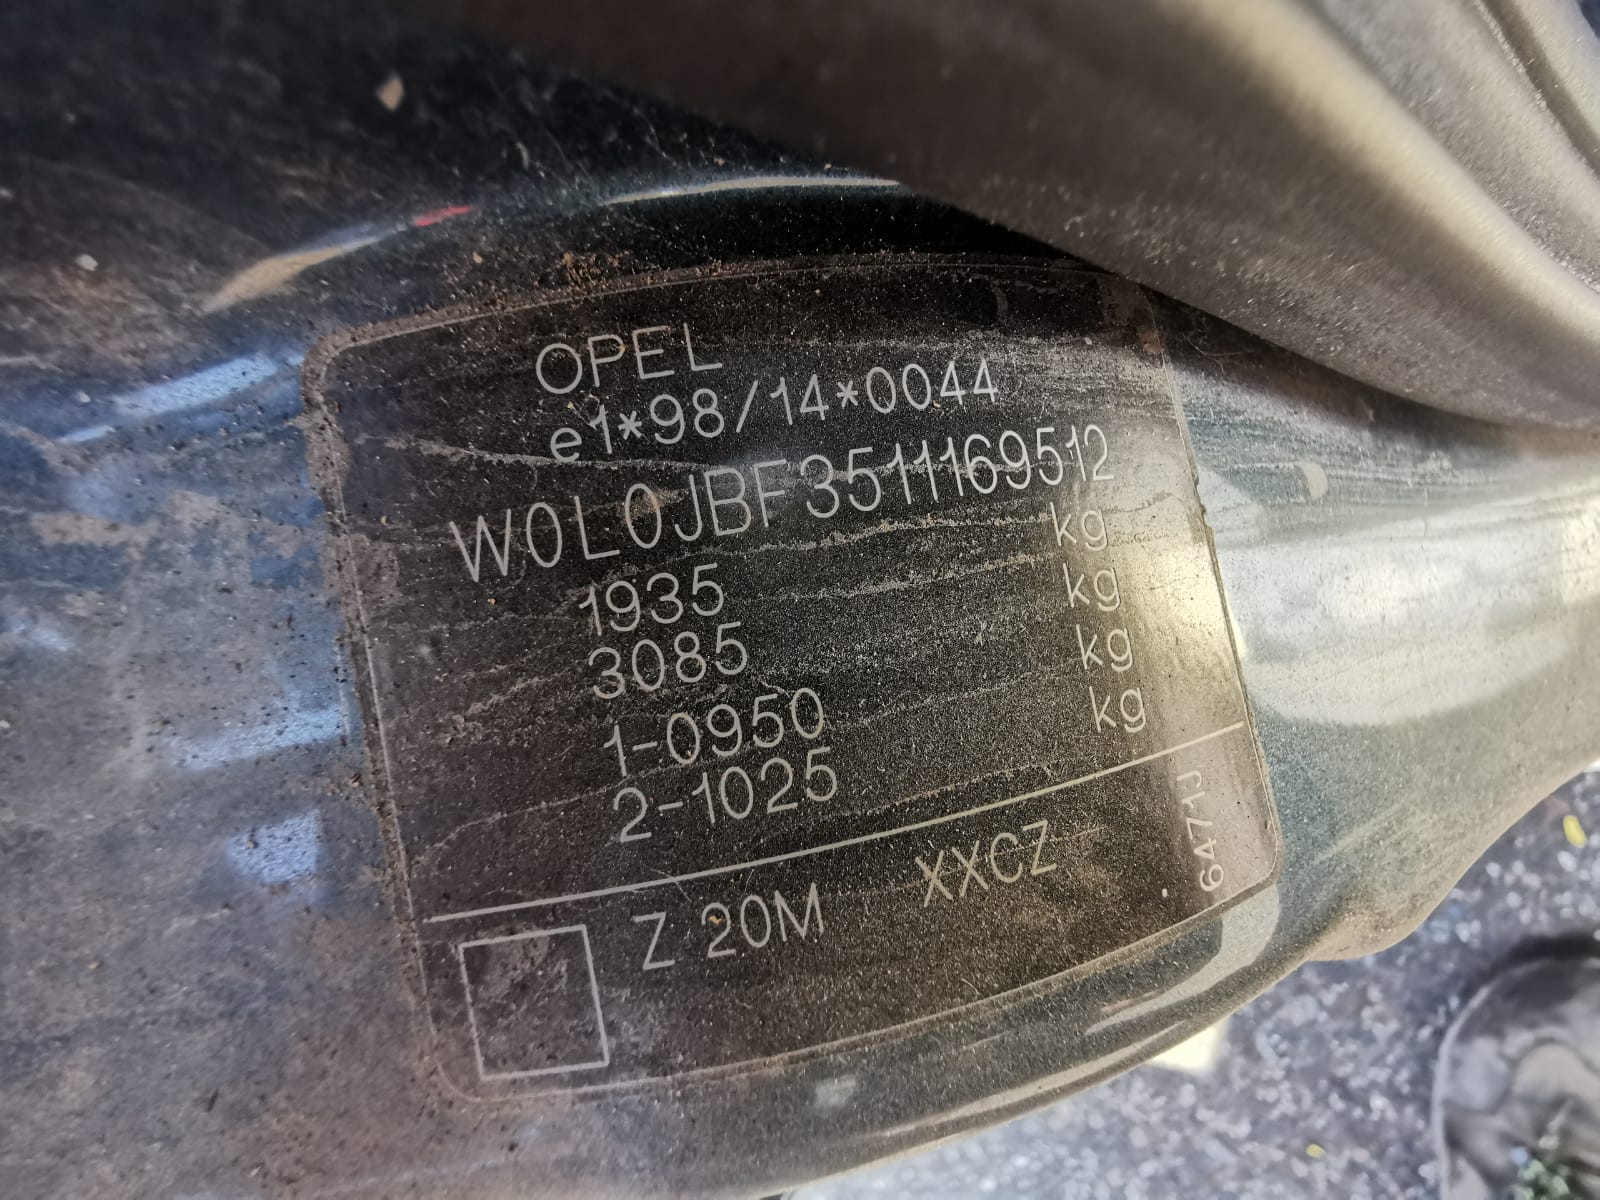 OPEL
e1*98/14*0044
W0L0JBF3511169512
1935 kg
3085 kg
1-0950 kg
2-1025 kg
Z 20M XXCZ
6471J